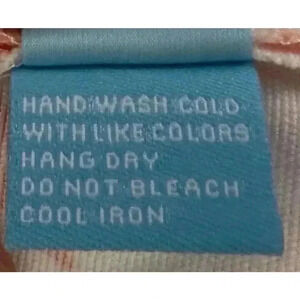 HAND WASH COLD
WITH LIKE COLORS
HANG DRY
DO NOT BLEACH
COOL IRON